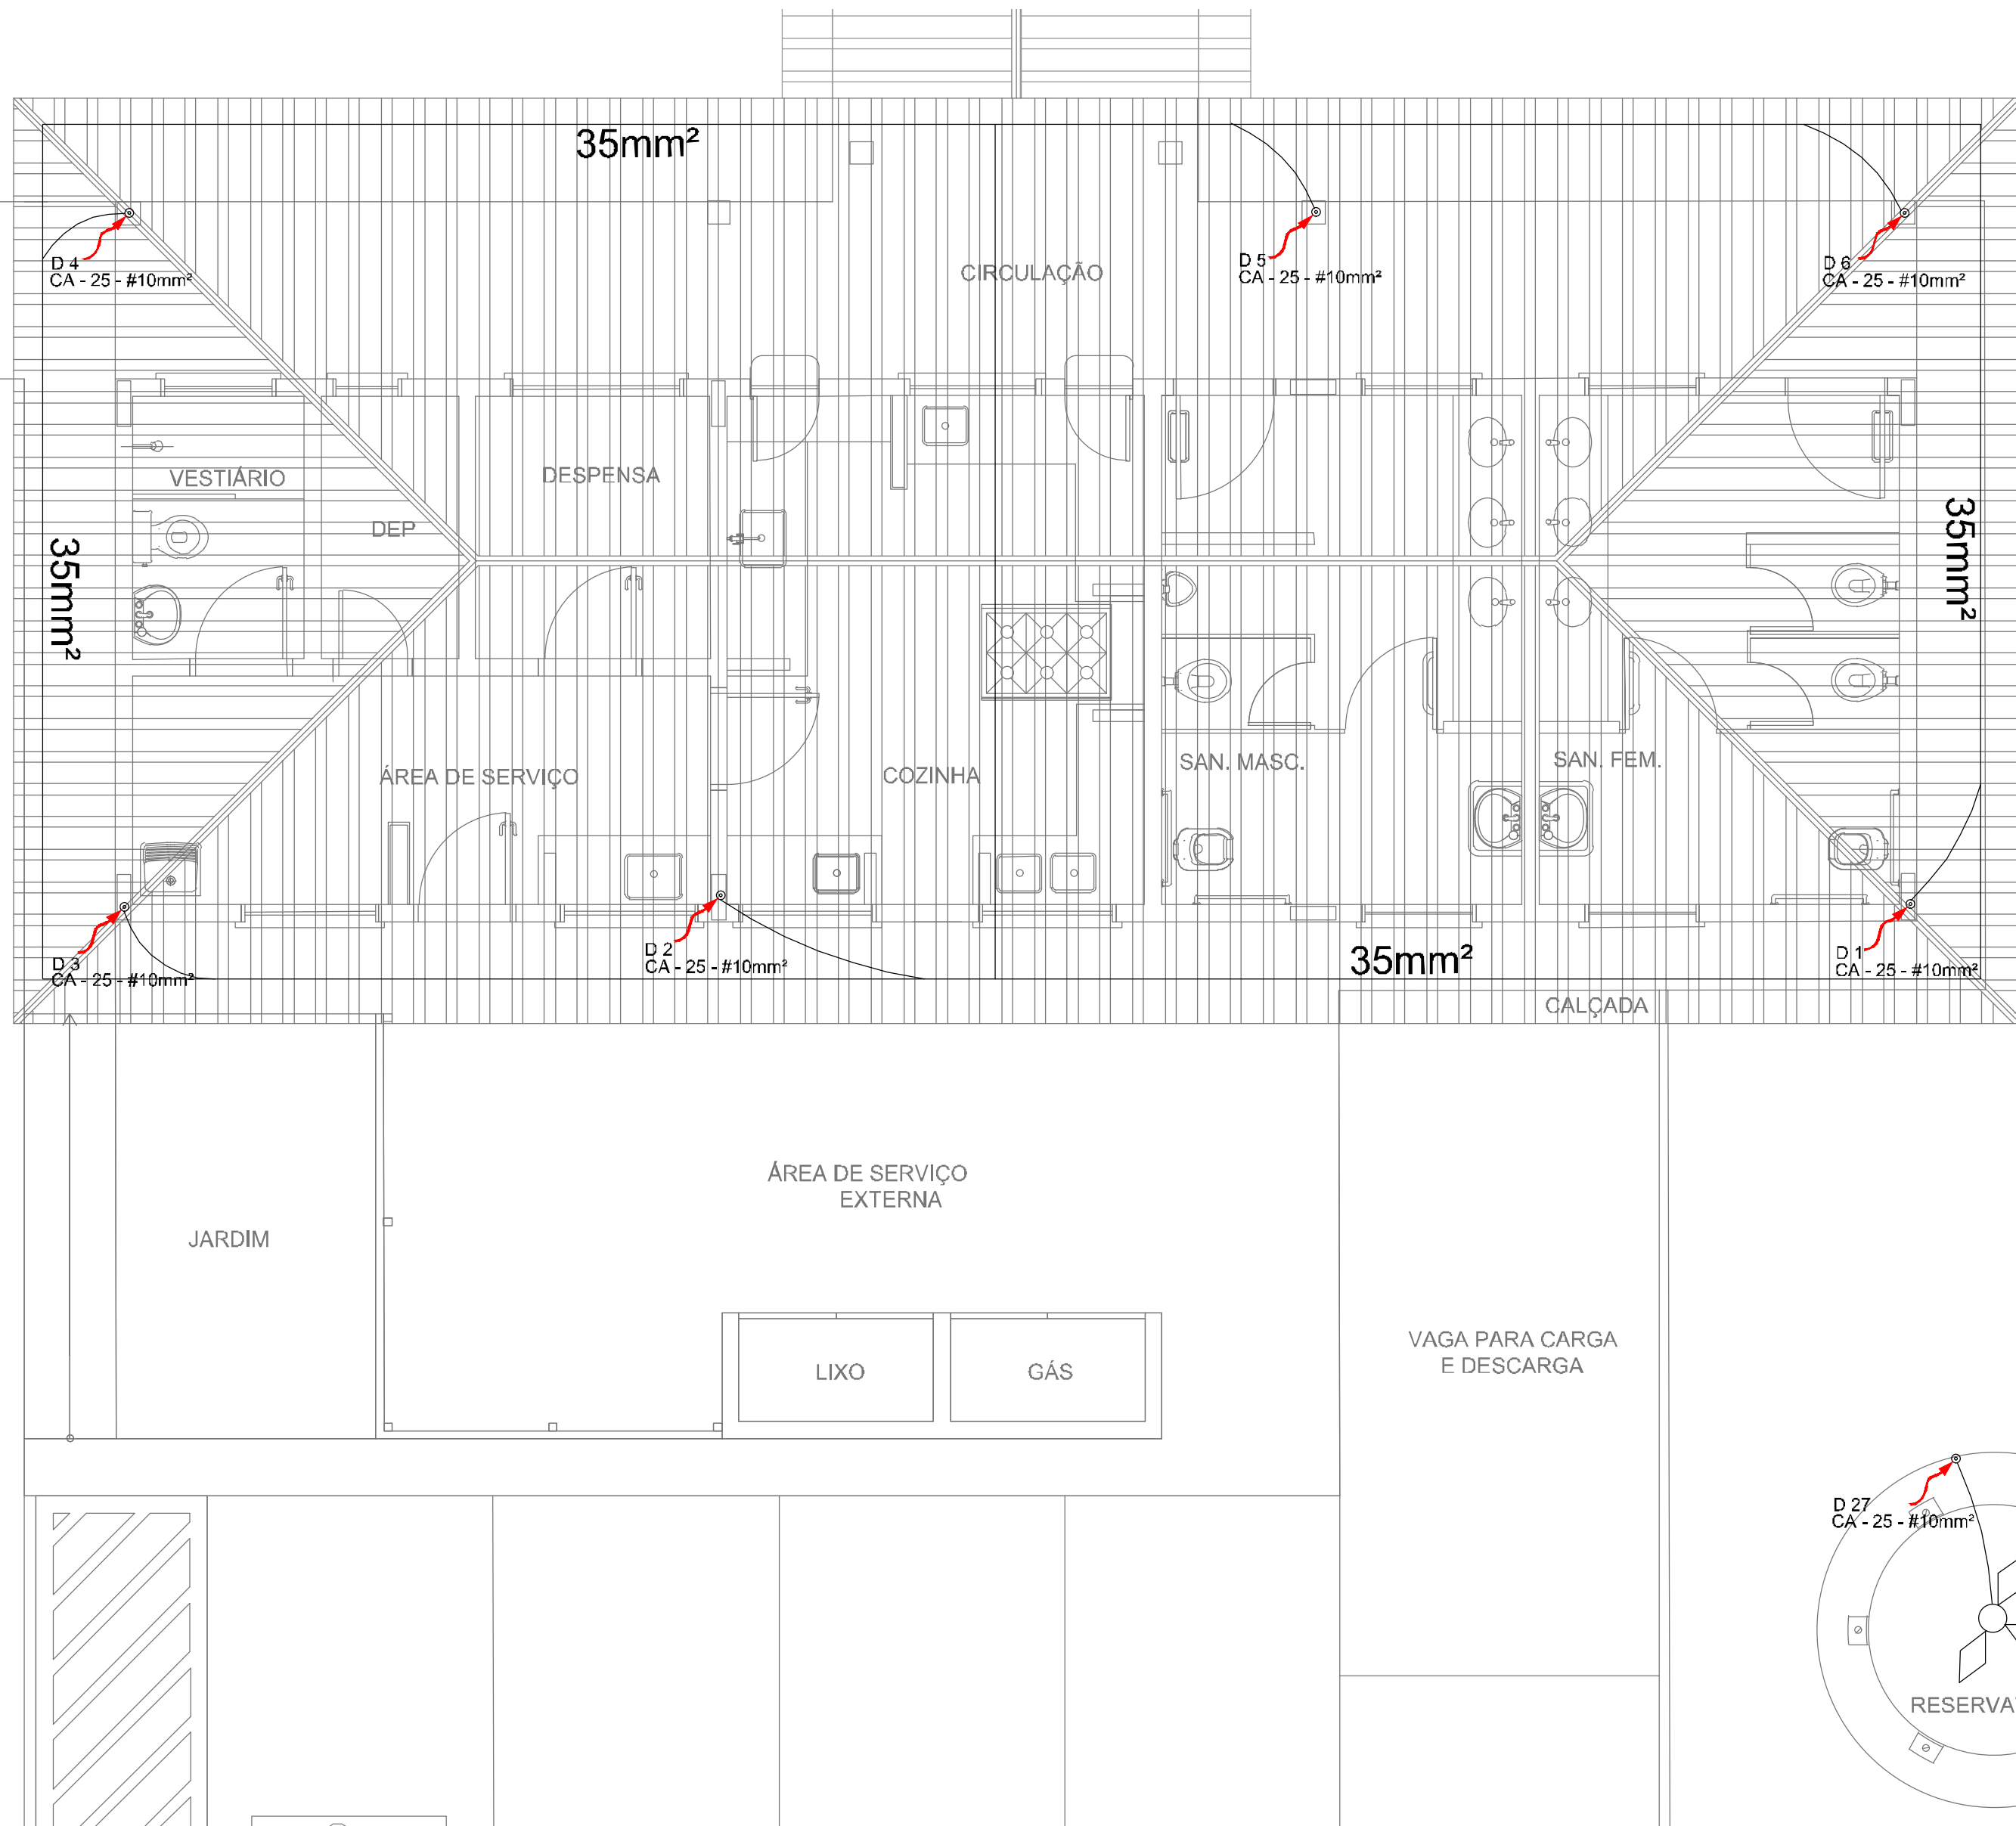 35mm²
D 4
CA - 25 - #10mm²
CIRCULAÇÃO
D 5
CA - 25 - #10mm²
D 6
CA - 25 - #10mm²
VESTIÁRIO
DESPENSA
DEP
35mm²
35mm²
ÁREA DE SERVIÇO
COZINHA
SAN. MASC.
SAN. FEM.
D 3
CA - 25 - #10mm²
D 2
CA - 25 - #10mm²
35mm²
D 1
CA - 25 - #10mm²
CALÇADA
ÁREA DE SERVIÇO
EXTERNA
JARDIM
LIXO
GÁS
VAGA PARA CARGA
E DESCARGA
D 27
CA - 25 - #10mm²